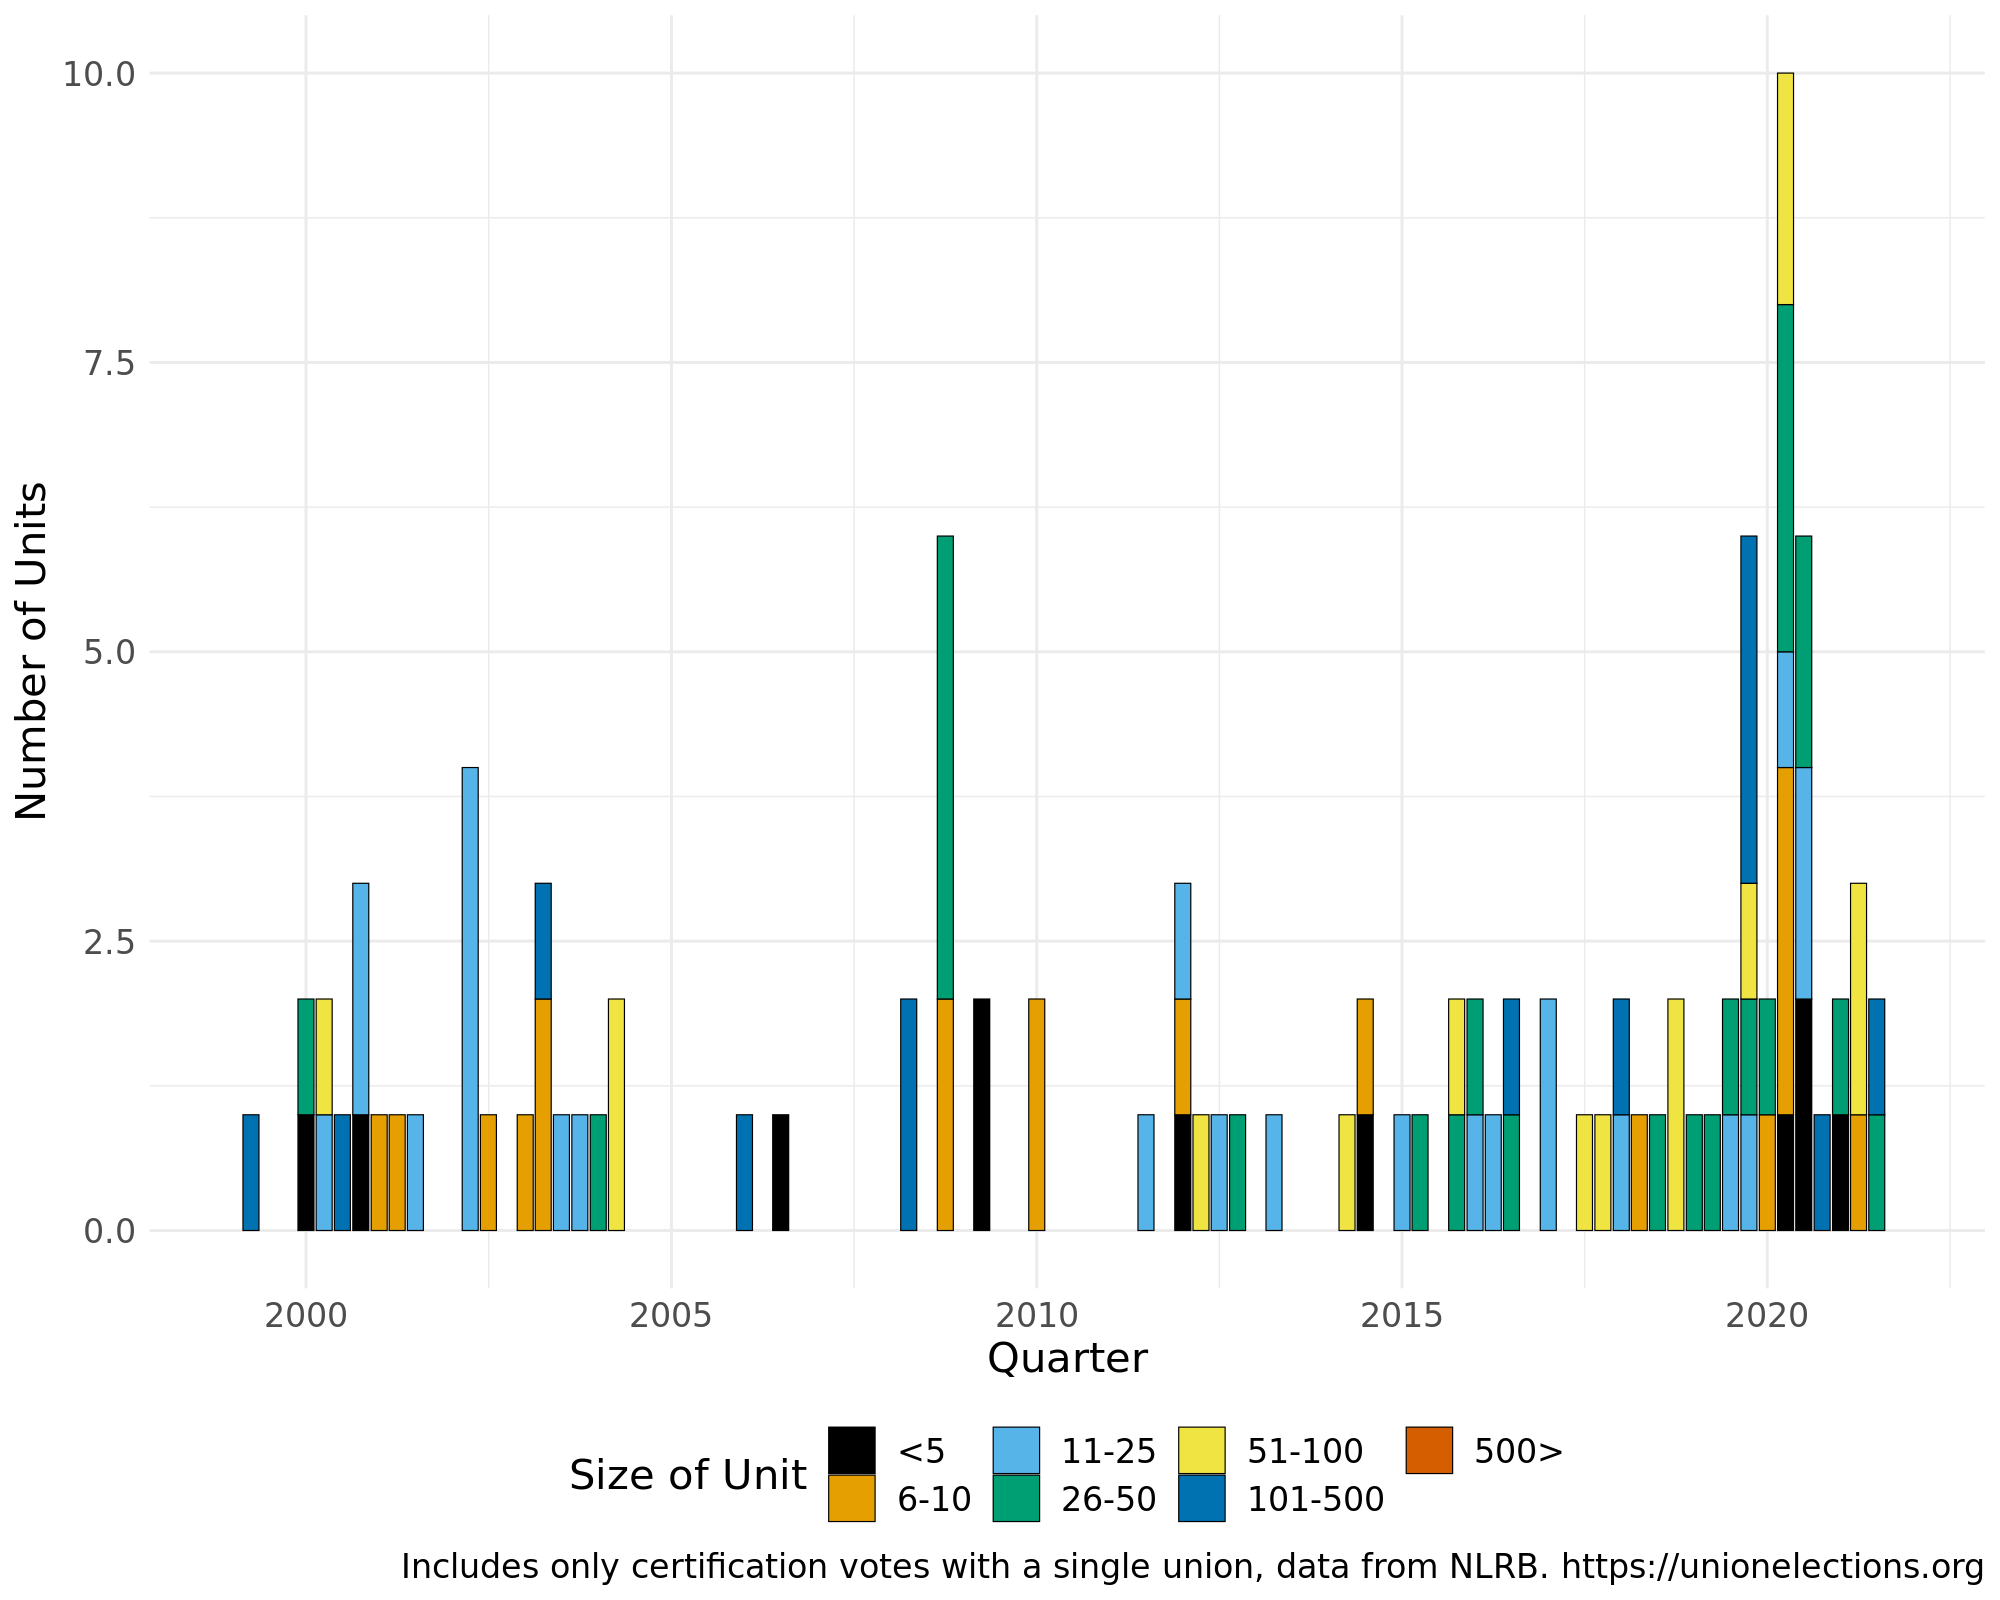 10.0
7.5
5.0
2.5
0.0
Number of Units
2000 2005 2010 2015 2020
Quarter
Size of Unit
<5 11-25 51-100 500>
6-10 26-50 101-500
Includes only certification votes with a single union, data from NLRB. https://unionelections.org